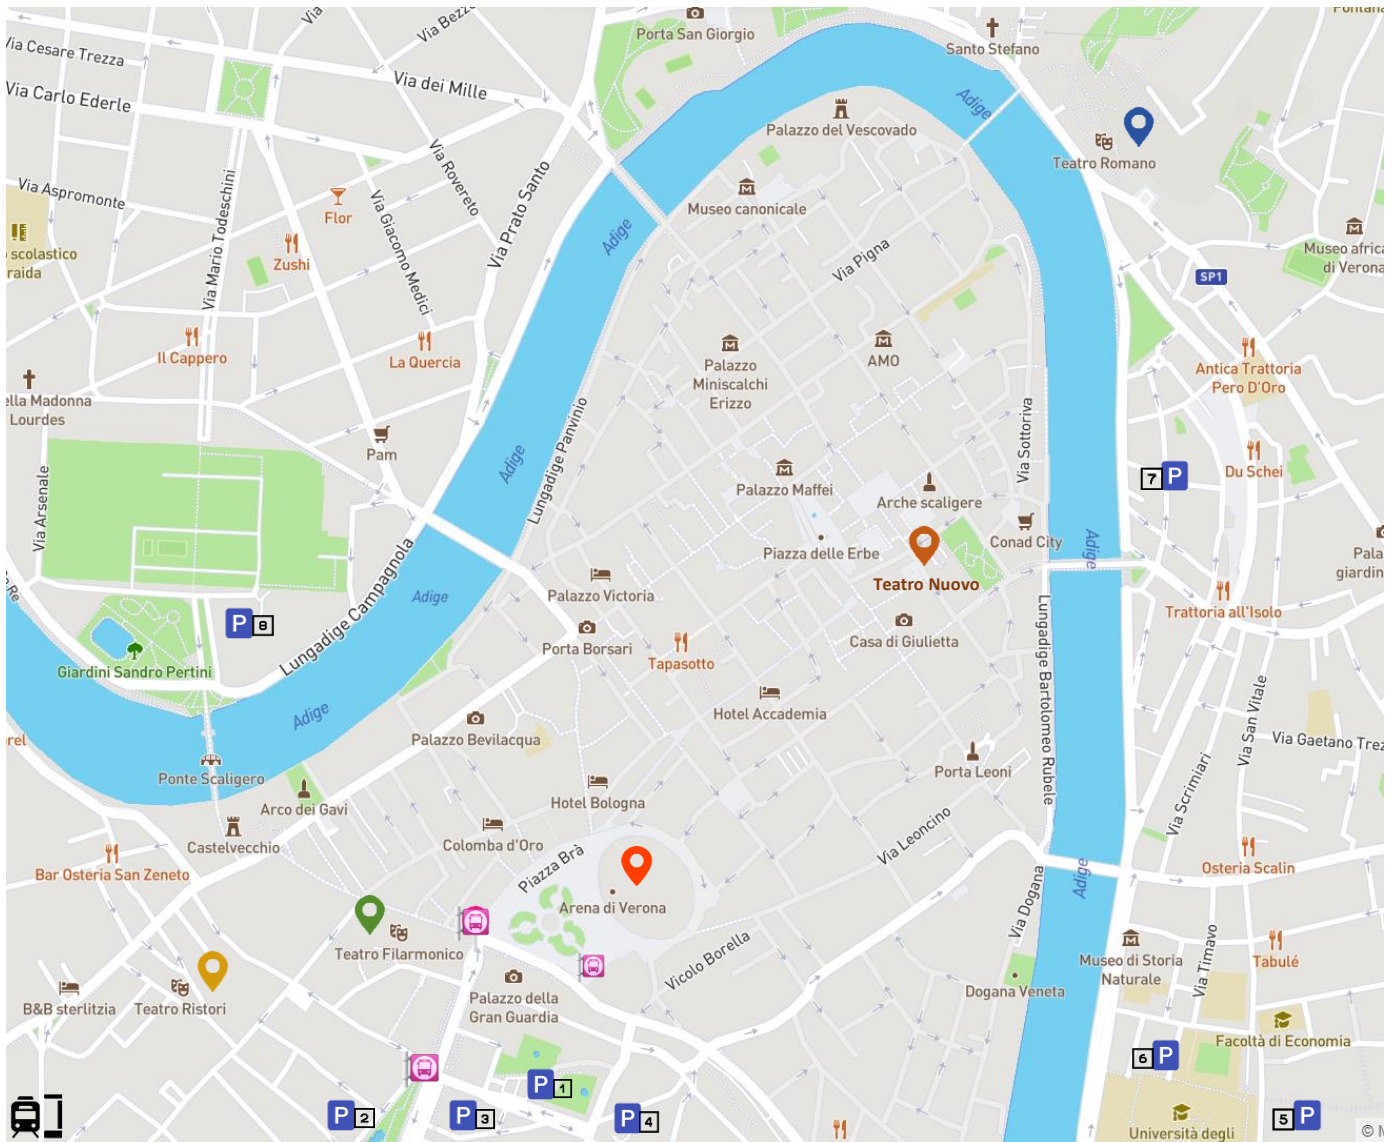 Porta San Giorgio
Santo Stefano
Via Cesare Trezza
Via dei Mille
Via Carlo Ederle
Adige
Palazzo del Vescovado
Teatro Romano
Via Aspromonte
Via Rovereto
Via Prato Santo
Via Mario Todeschini
Via Giacomo Medici
Flor
Museo canonicale
Adige
Via Pigna
scolastico
raida
Zushi
Museo afric
di Verona
SP1
Il Cappero
La Quercia
Palazzo
Miniscalchi
Erizzo
AMO
Antica Trattoria
Pero D'Oro
ella Madonna
Lourdes
Pam
Adige
Lungadige Panvinio
Via Sottoriva
Via Arsenale
Palazzo Maffei
Arche scaligere
Du Schei
7 P
Conad City
Piazza delle Erbe
Adige
Pala
giardin
Teatro Nuovo
Lungadige Campagnola
Adige
Palazzo Victoria
Trattoria all'Isolo
P 8
Porta Borsari
Tapasotto
Casa di Giulietta
Giardini Sandro Pertini
Lungadige Bartolomeo Rubele
Hotel Accademia
Via San Vitale
Adige
Palazzo Bevilacqua
Via Gaetano Trez
rel
Ponte Scaligero
Porta Leoni
Via Scrimiari
Arco dei Gavi
Hotel Bologna
Castelvecchio
Colomba d'Oro
Via Leoncino
Piazza Brà
Bar Osteria San Zeneto
Osteria Scalin
Adige
Arena di Verona
Via Dogana
Teatro Filarmonico
Vicolo Borella
Museo di Storia
Naturale
Via Timavo
Tabulé
B&B sterlitzia
Teatro Ristori
Palazzo della
Gran Guardia
Dogana Veneta
Facoltà di Economia
6 P
P 1
P 2
P 3
P 4
5 P
Università degli
©